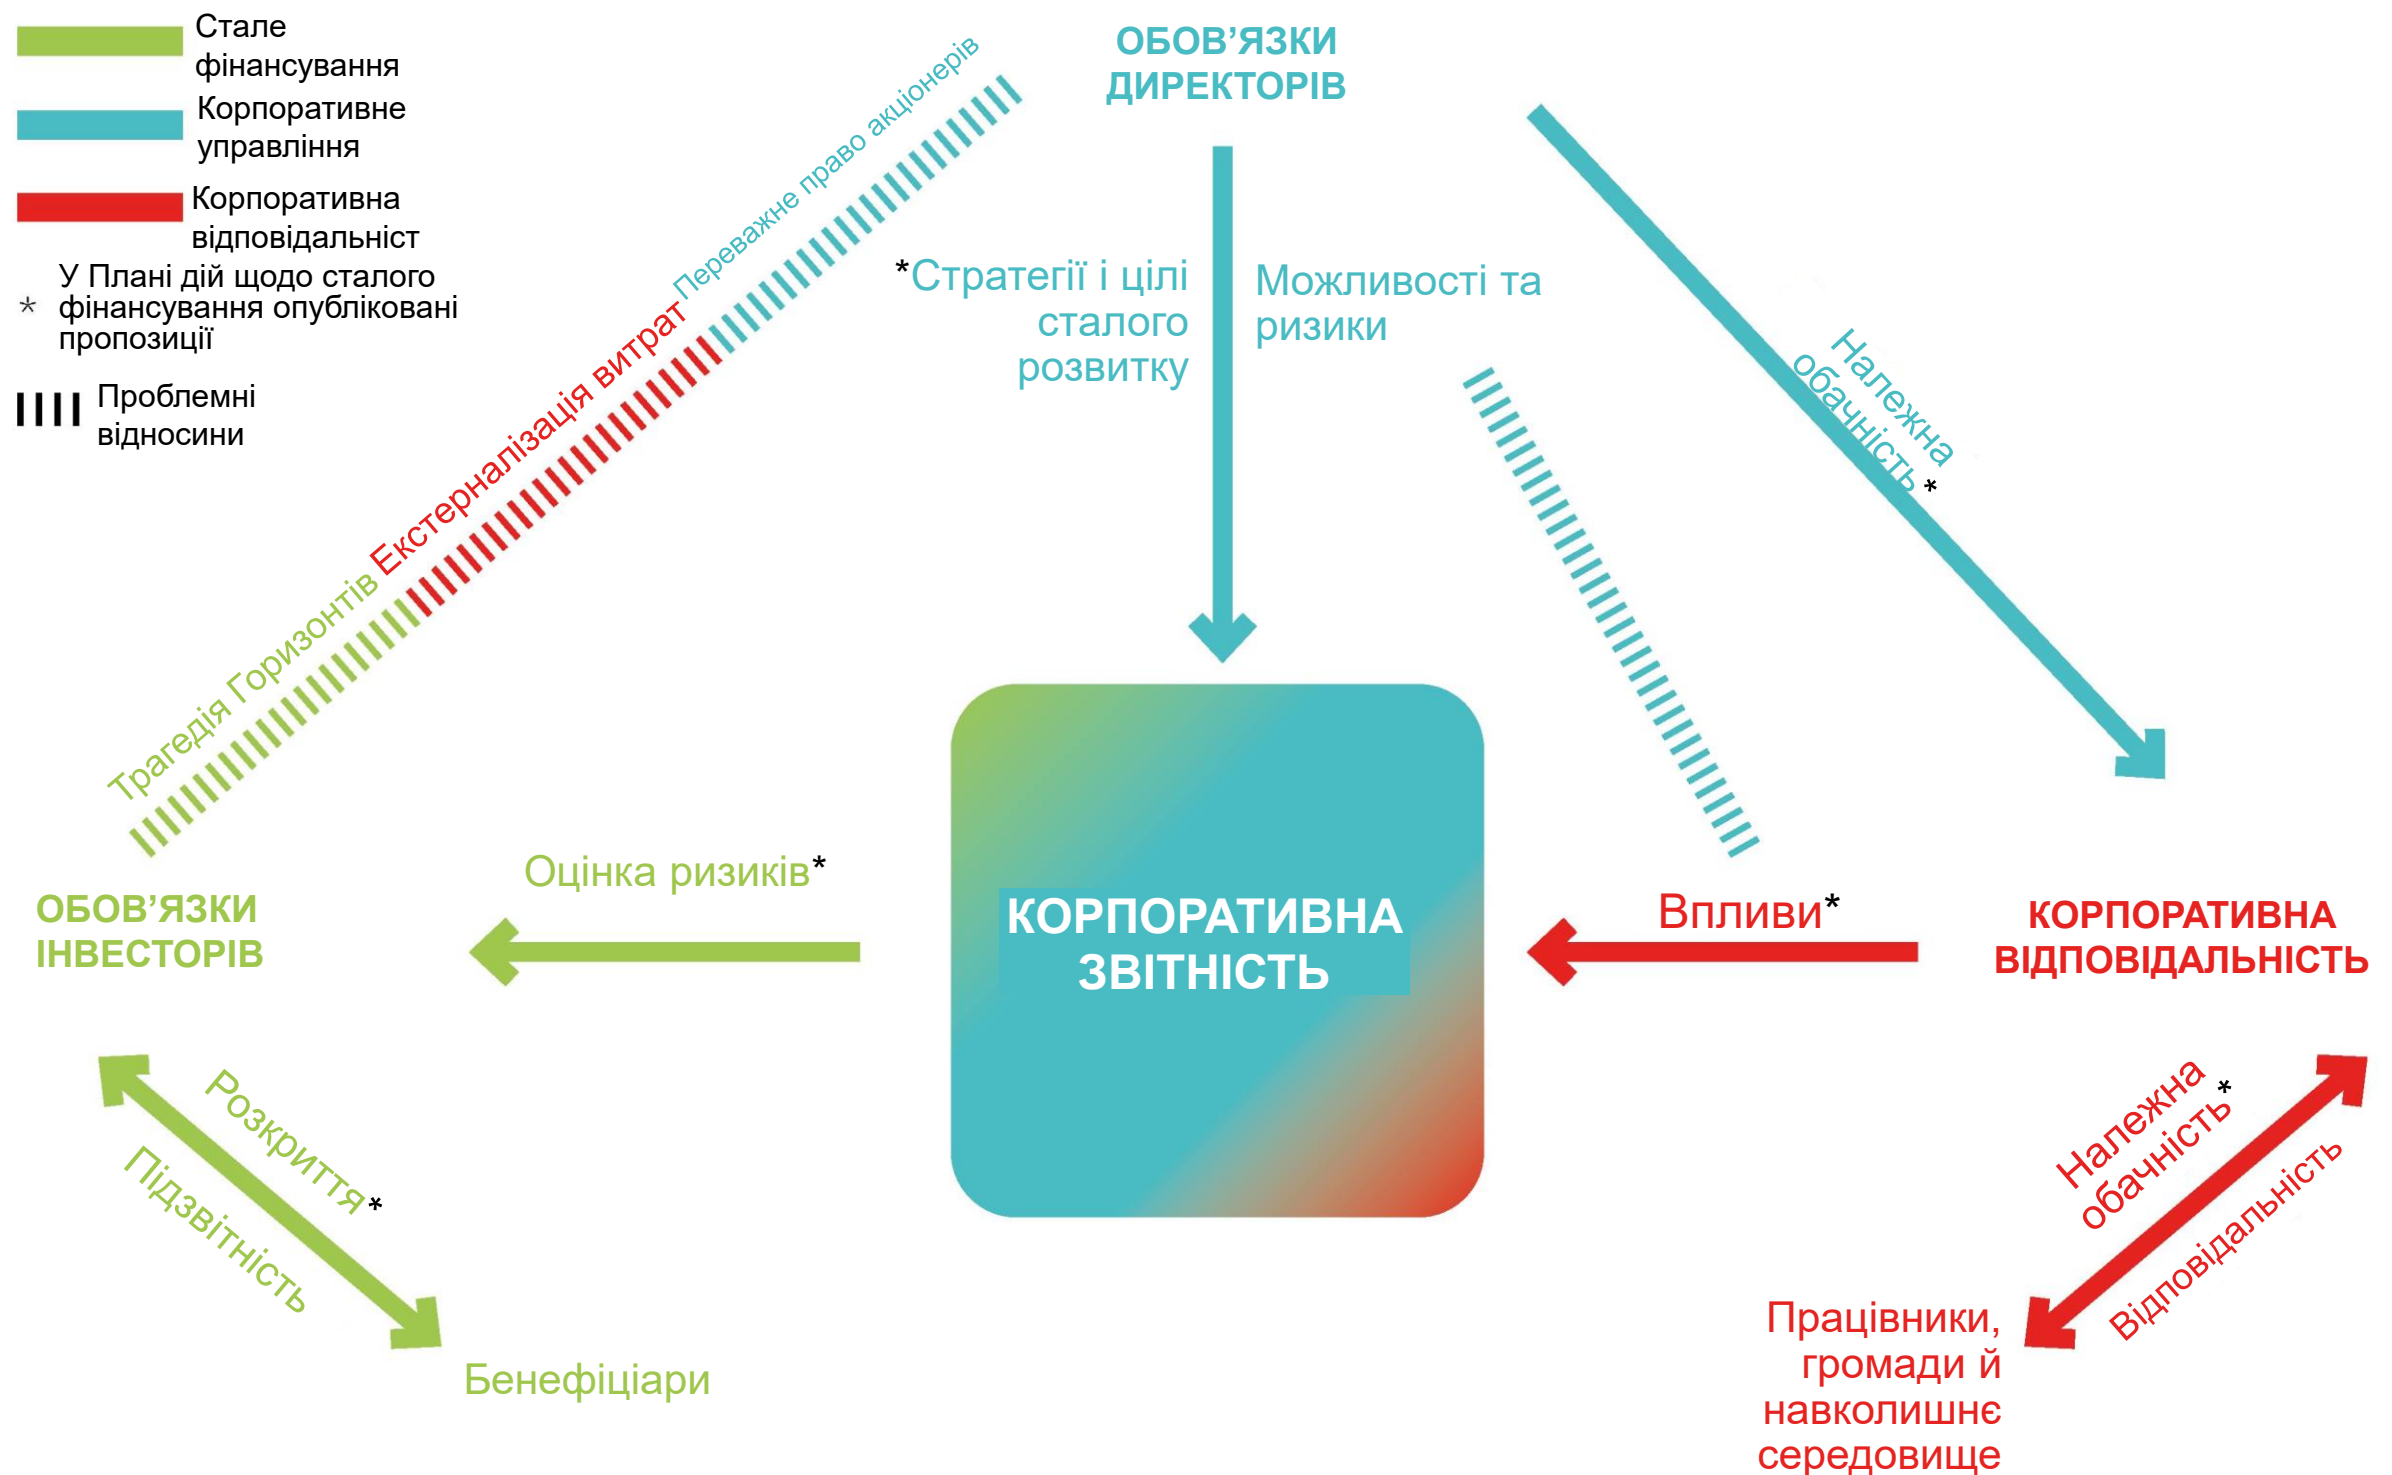 Стале
фінансування
Корпоративне
управління
Корпоративна
відповідальніст
У Плані дій щодо сталого
* фінансування опубліковані
пропозиції
Проблемні
відносини
ОБОВ’ЯЗКИ
ДИРЕКТОРІВ
Переважне право акціонерів
Екстерналізація витрат
Трагедія Горизонтів
*Стратегії і цілі
сталого
розвитку
Можливості та
ризики
Належна
обачність*
Оцінка ризиків*
ОБОВ’ЯЗКИ
ІНВЕСТОРІВ
КОРПОРАТИВНА
ЗВІТНІСТЬ
Впливи*
КОРПОРАТИВНА
ВІДПОВІДАЛЬНІСТЬ
Розкриття*
Підзвітність
Бенефіціари
Належна
обачність*
Відповідальність
Працівники,
громади й
навколишнє
середовище